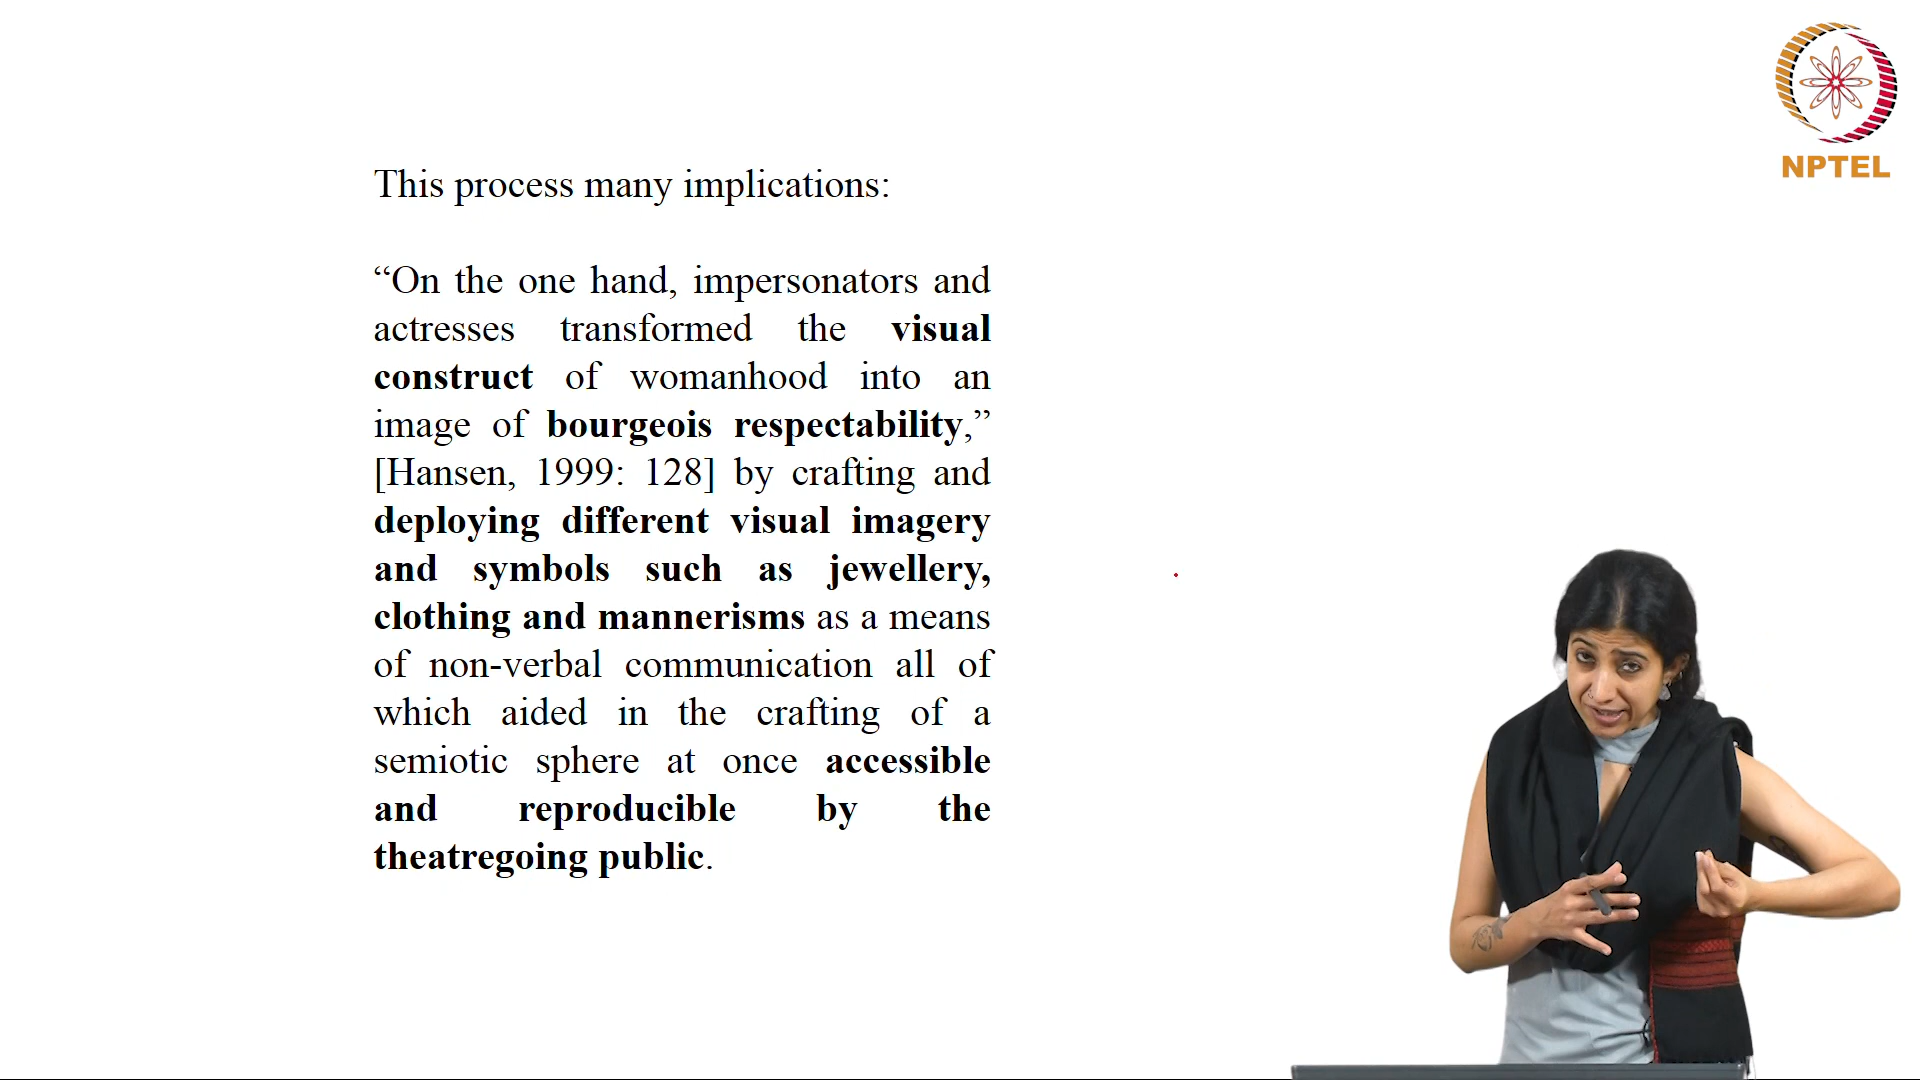 This process many implications:
“On the one hand, impersonators and
actresses transformed the visual
construct of womanhood into an
image of bourgeois respectability,”
[Hansen, 1999: 128] by crafting and
deploying different visual imagery
and symbols such as jewellery,
clothing and mannerisms as a means
of non-verbal communication all of
which aided in the crafting of a
semiotic sphere at once accessible
and reproducible by the
theatregoing public.
NPTEL